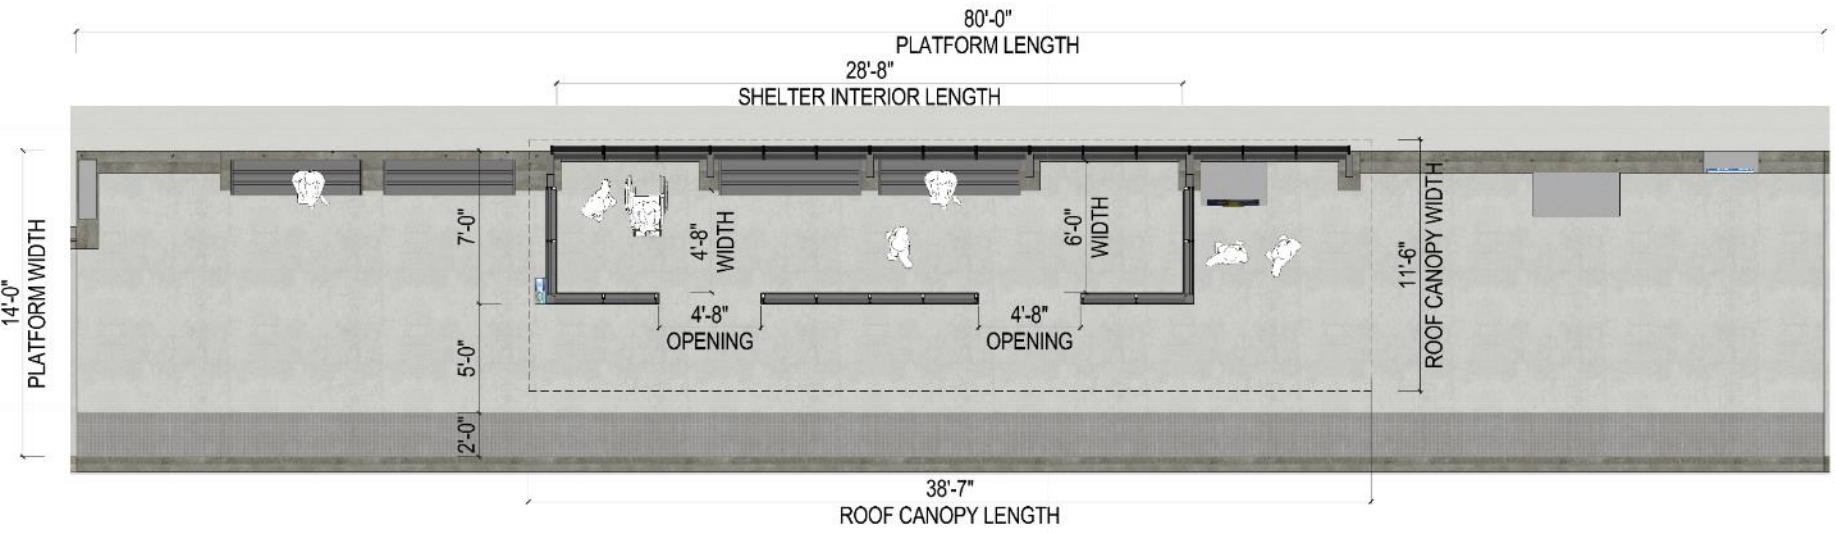 80'-0"
PLATFORM LENGTH
28'-8"
SHELTER INTERIOR LENGTH
14'-0"
PLATFORM WIDTH
7'-0"
5'-0"
2'-0"
4'-8"
WIDTH
6'-0"
WIDTH
4'-8"
OPENING
4'-8"
OPENING
11'-6"
ROOF CANOPY WIDTH
38'-7"
ROOF CANOPY LENGTH